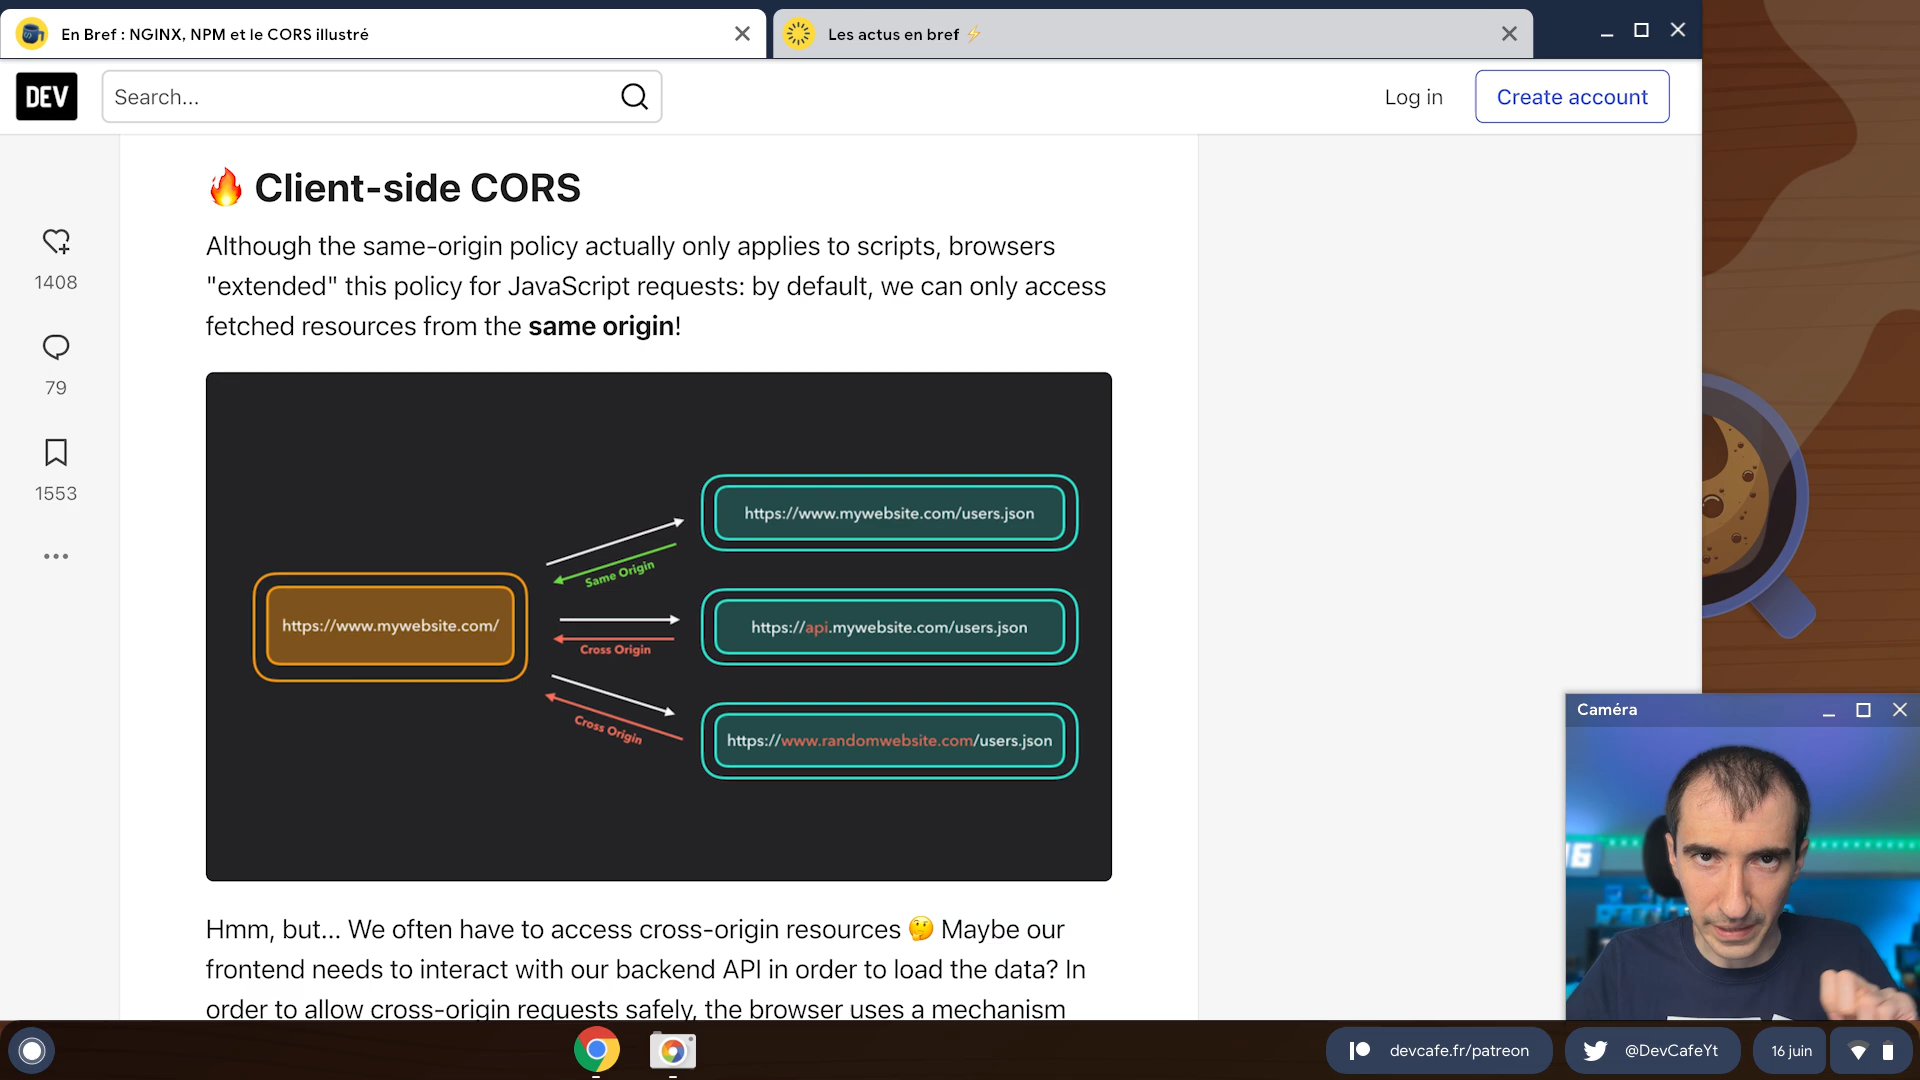 En Bref : NGINX, NPM et le CORS illustré
Les actus en bref ⚡
DEV
Search...
Log in
Create account
🔥 Client-side CORS
Although the same-origin policy actually only applies to scripts, browsers
"extended" this policy for JavaScript requests: by default, we can only access
fetched resources from the same origin!
1408
79
1553
https://www.mywebsite.com/
Same Origin
Cross Origin
Cross Origin
https://www.mywebsite.com/users.json
https://api.mywebsite.com/users.json
https://www.randomwebsite.com/users.json
Hmm, but... We often have to access cross-origin resources 🤔 Maybe our
frontend needs to interact with our backend API in order to load the data? In
order to allow cross-origin requests safely, the browser uses a mechanism
Caméra
devcafe.fr/patreon
@DevCafeYt
16 juin